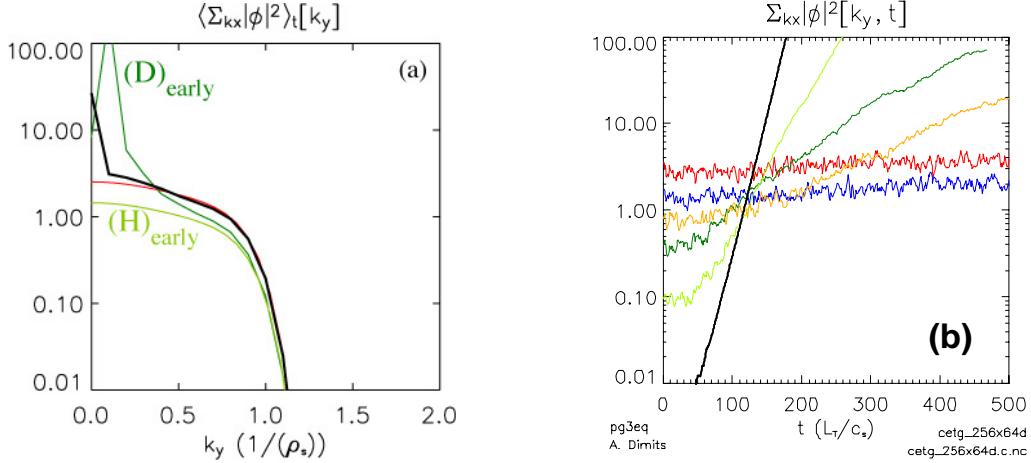 ⟨Σkx|ϕ|²⟩t[ky]
100.00
10.00
1.00
0.10
0.01
(D)early
(a)
(H)early
0.0 0.5 1.0 1.5 2.0
ky (1/(ρs))
Σkx|ϕ|²[ky, t]
100.00
10.00
1.00
0.10
0.01
(b)
0 100 200 300 400 500
t (LT/cs)
pg3eq
A. Dimits
cetg_256x64d
cetg_256x64d.c.nc